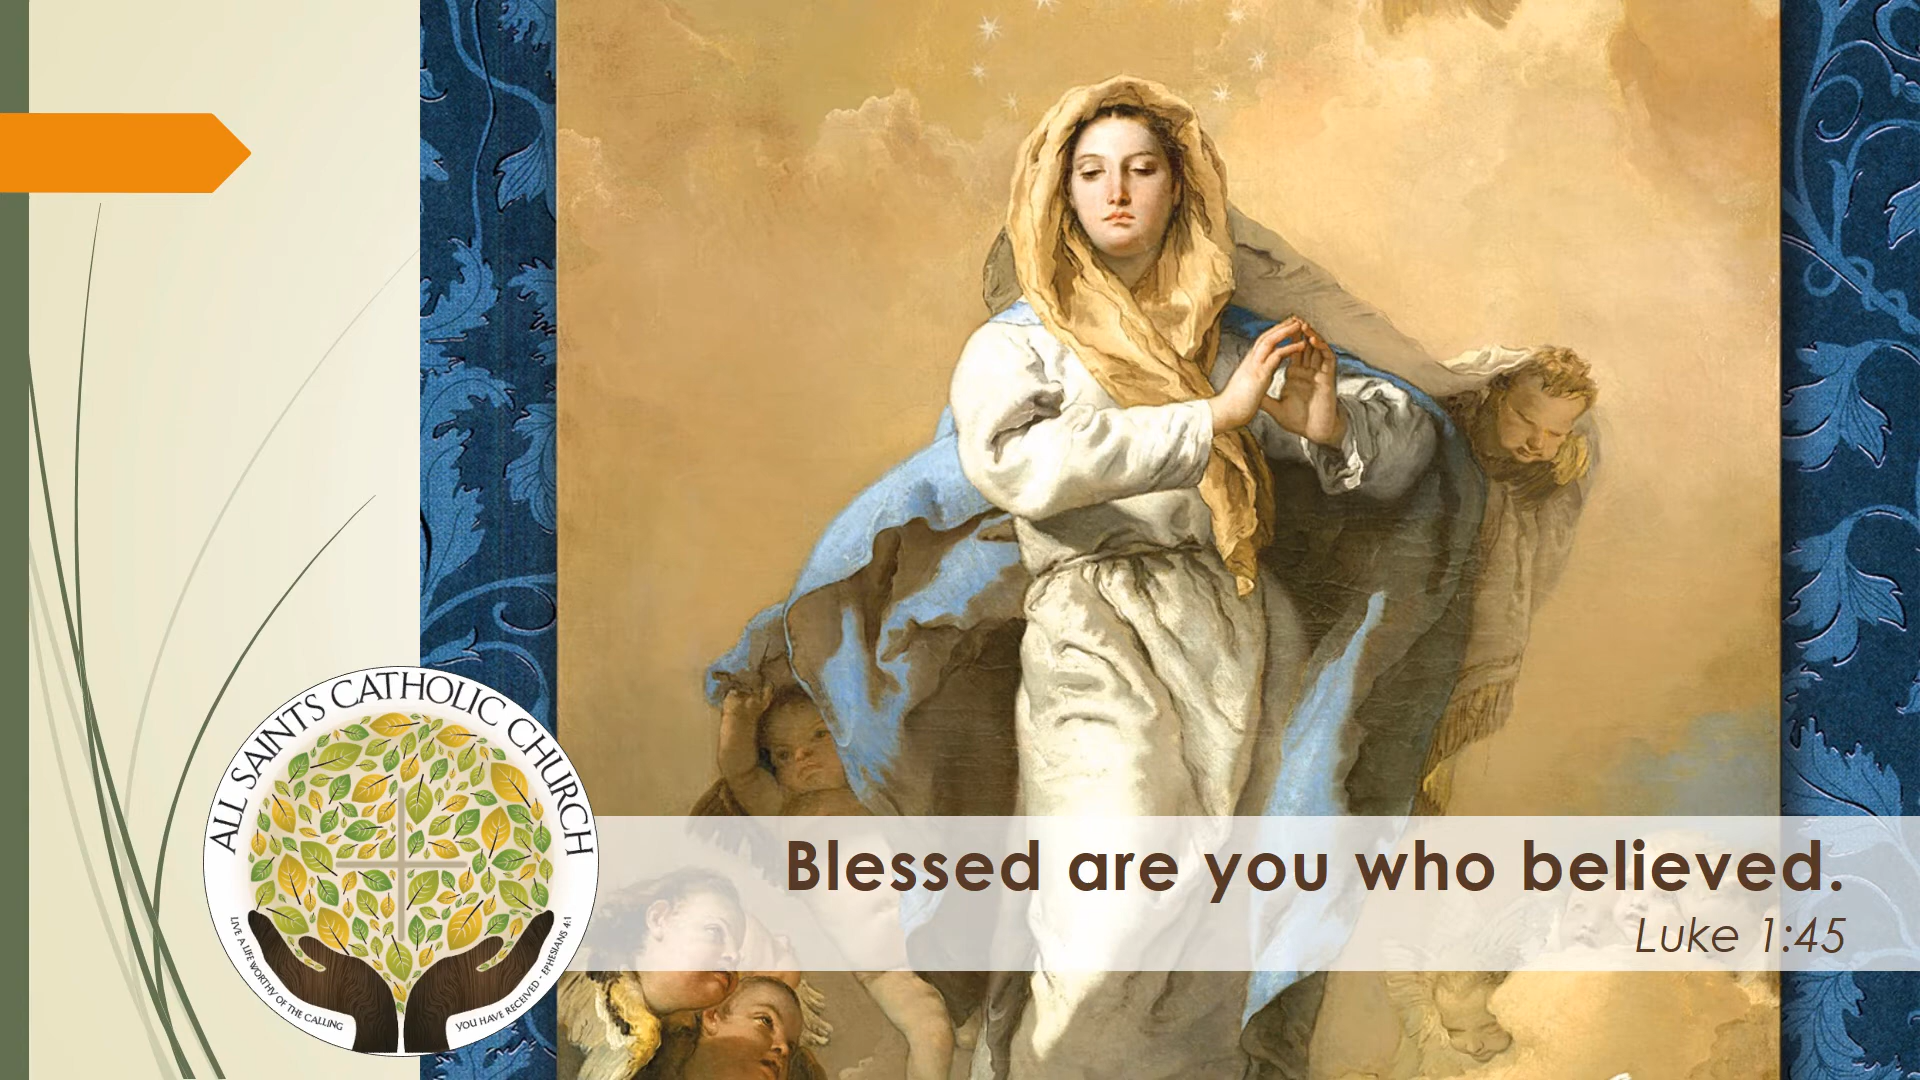 ALL SAINTS CATHOLIC CHURCH
LIVE A LIFE WORTHY OF THE CALLING
YOU HAVE RECEIVED - EPHESIANS 4:1
Blessed are you who believed.
Luke 1:45